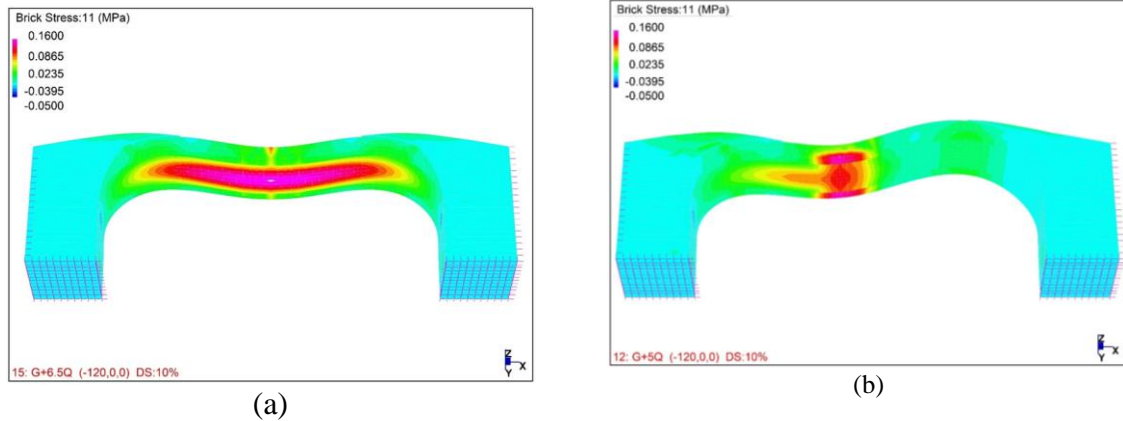 Brick Stress:11 (MPa)
0.1600
0.0865
0.0235
-0.0395
-0.0500
Z
X
Y
15: G+6.5Q (-120,0,0) DS:10%
(a)
Brick Stress:11 (MPa)
0.1600
0.0865
0.0235
-0.0395
-0.0500
Z
X
Y
12: G+5Q (-120,0,0) DS:10%
(b)